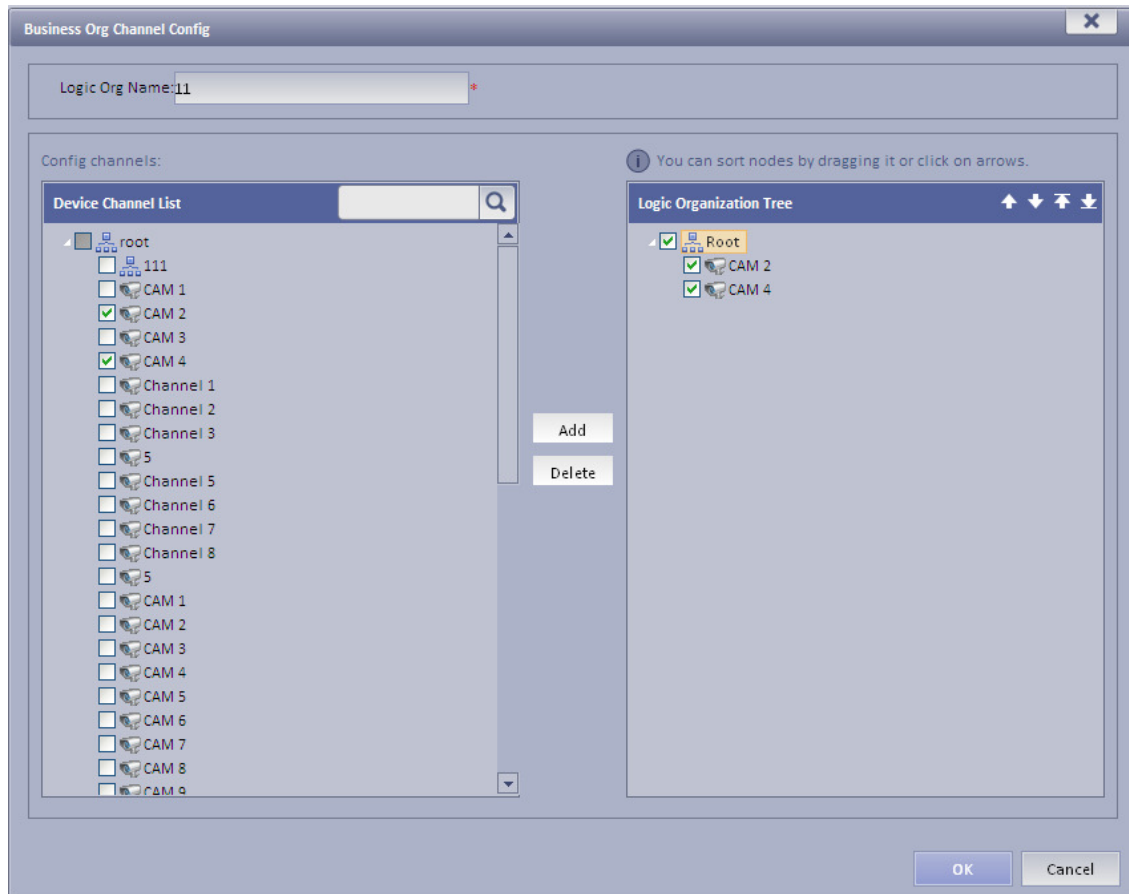 Business Org Channel Config
Logic Org Name: 11 *
Config channels:
You can sort nodes by dragging it or click on arrows.
Device Channel List
Logic Organization Tree
root
111
CAM 1
CAM 2
CAM 3
CAM 4
Channel 1
Channel 2
Channel 3
5
Channel 5
Channel 6
Channel 7
Channel 8
5
CAM 1
CAM 2
CAM 3
CAM 4
CAM 5
CAM 6
CAM 7
CAM 8
CAM 9
Add
Delete
Root
CAM 2
CAM 4
OK
Cancel